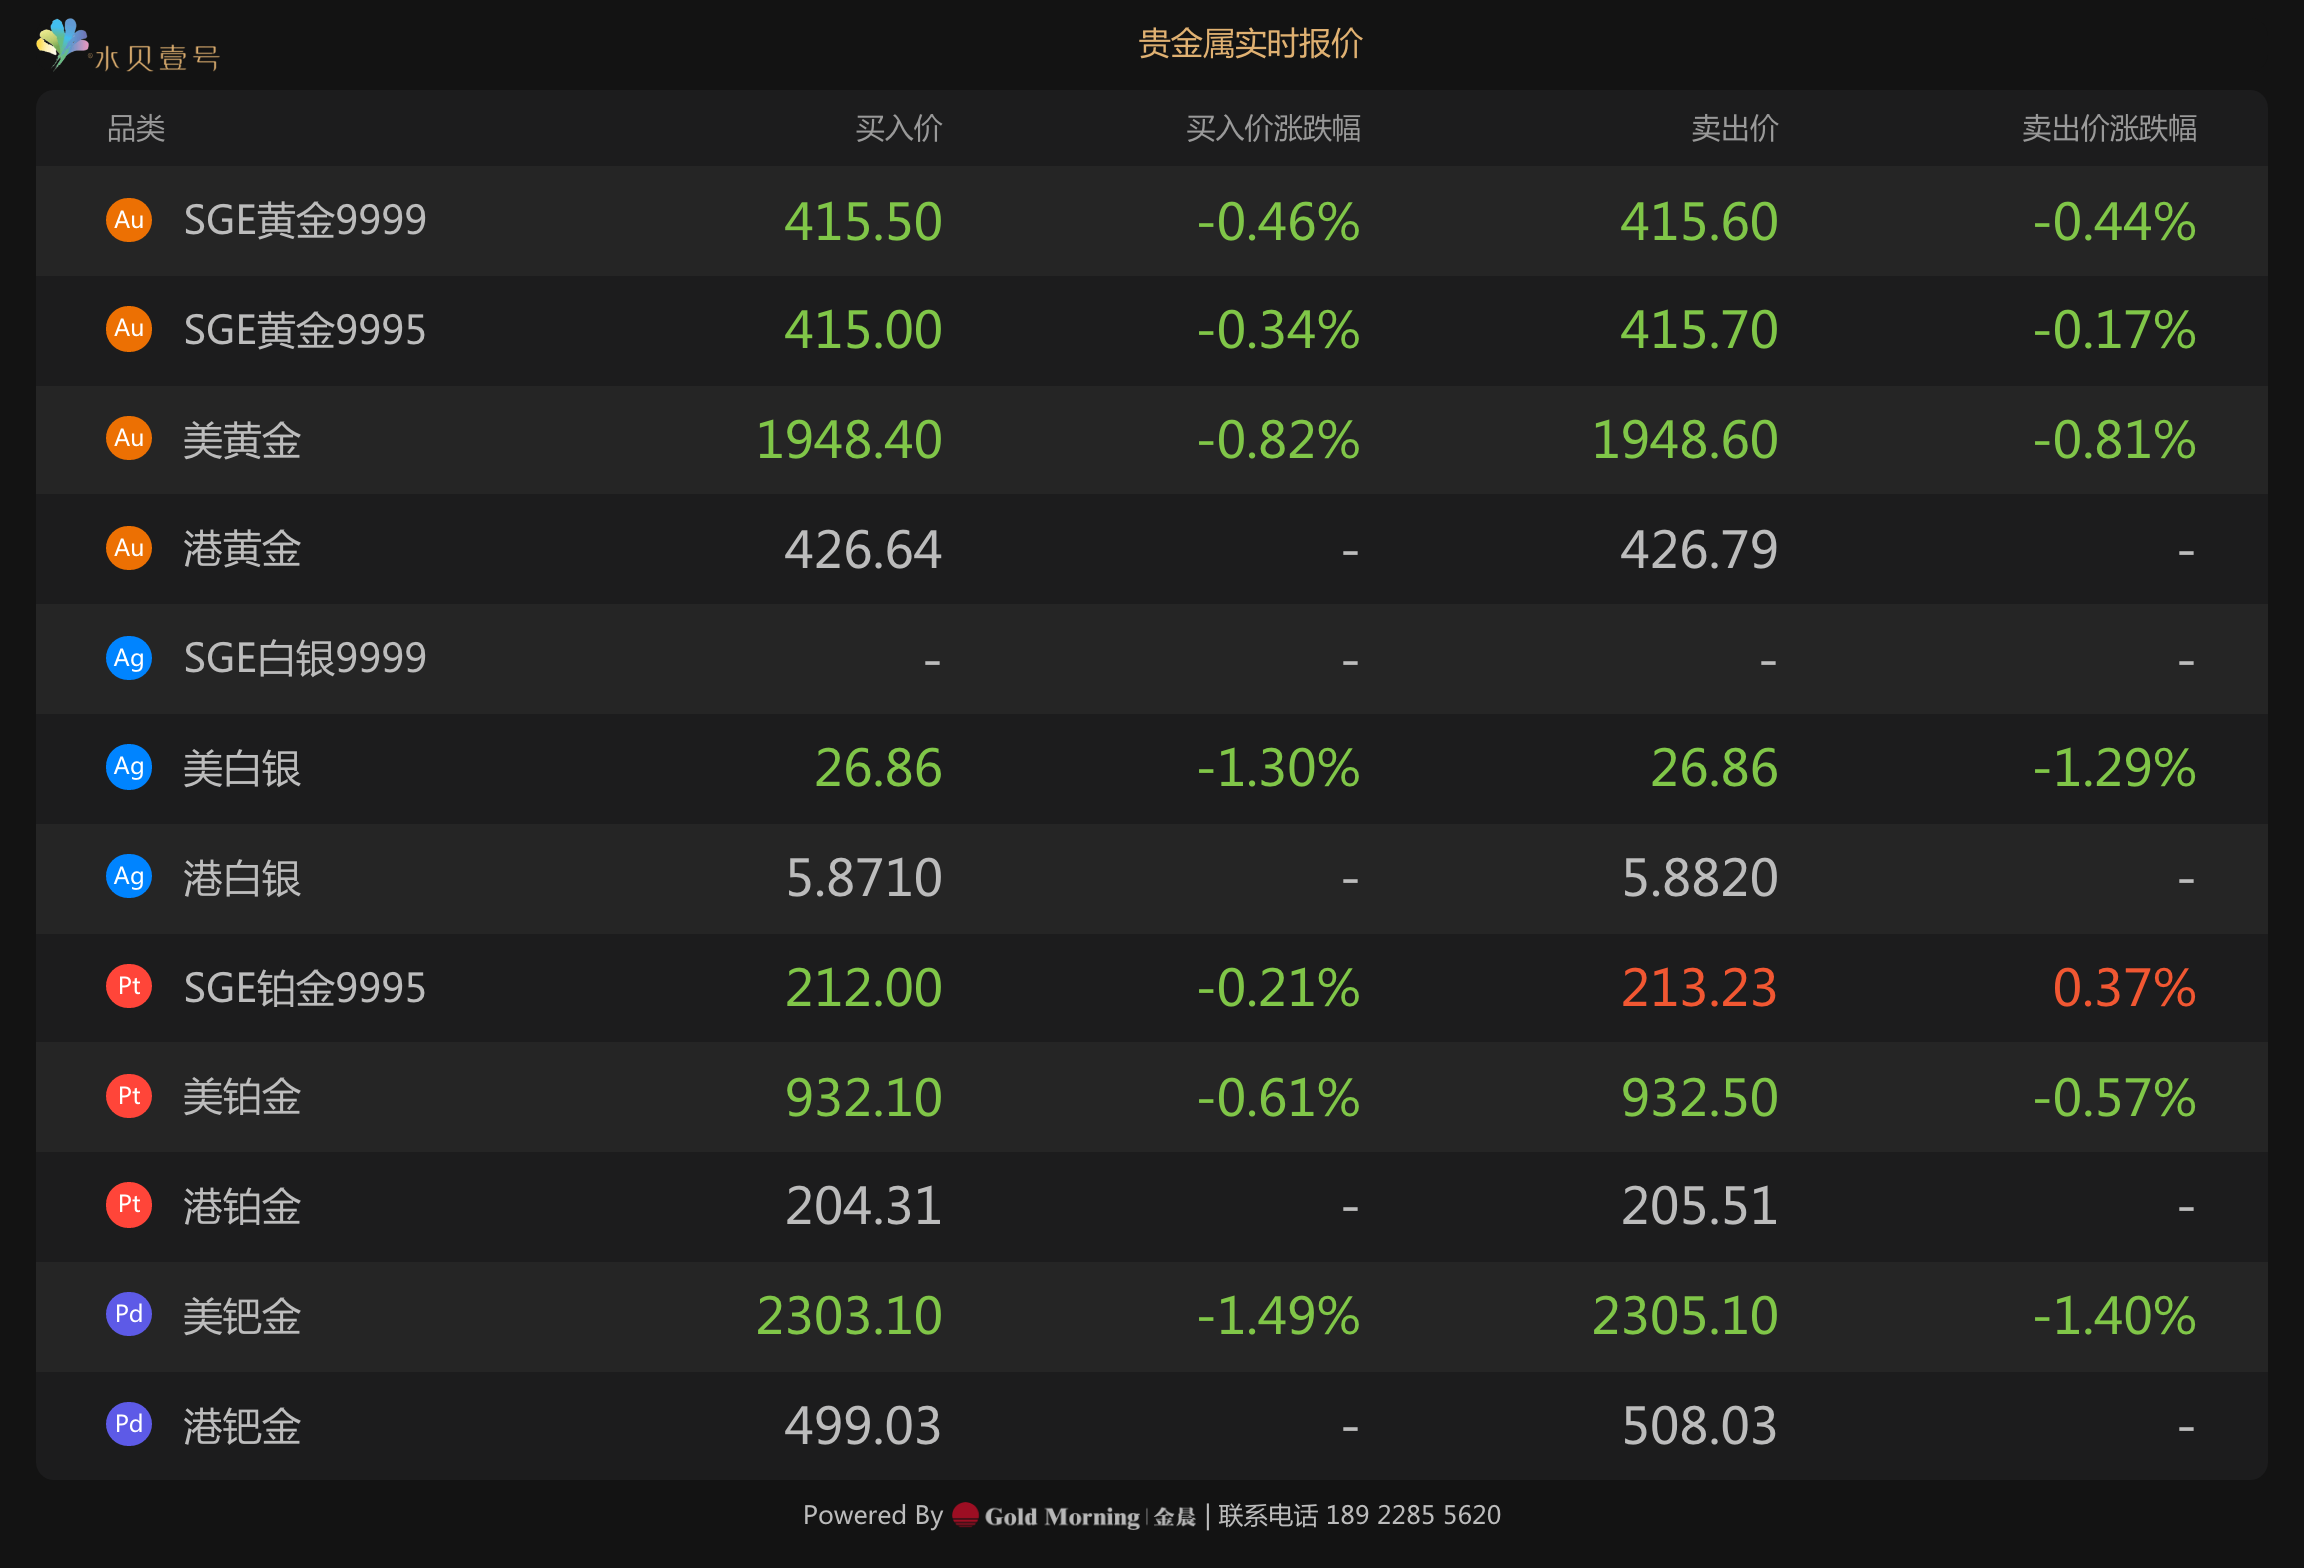 水贝壹号
贵金属实时报价
品类 买入价 买入价涨跌幅 卖出价 卖出价涨跌幅
Au SGE黄金9999 415.50 -0.46% 415.60 -0.44%
Au SGE黄金9995 415.00 -0.34% 415.70 -0.17%
Au 美黄金 1948.40 -0.82% 1948.60 -0.81%
Au 港黄金 426.64 - 426.79 -
Ag SGE白银9999 - - - -
Ag 美白银 26.86 -1.30% 26.86 -1.29%
Ag 港白银 5.8710 - 5.8820 -
Pt SGE铂金9995 212.00 -0.21% 213.23 0.37%
Pt 美铂金 932.10 -0.61% 932.50 -0.57%
Pt 港铂金 204.31 - 205.51 -
Pd 美钯金 2303.10 -1.49% 2305.10 -1.40%
Pd 港钯金 499.03 - 508.03 -
Powered By Gold Morning | 金晨 | 联系电话 189 2285 5620